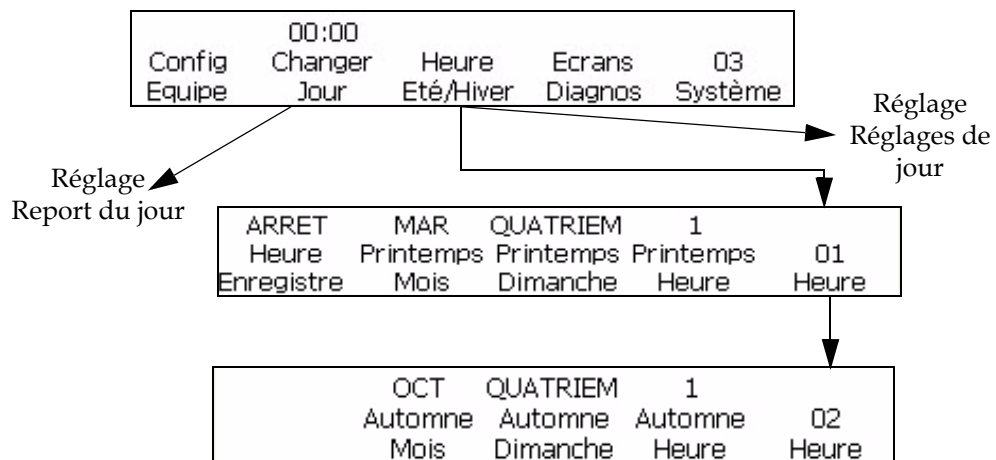 00:00
Config Changer Heure Ecrans 03
Equipe Jour Eté/Hiver Diagnos Système
Réglage
Réglages de
jour
Réglage
Report du jour
ARRET MAR QUATRIEM 1
Heure Printemps Printemps Printemps 01
Enregistre Mois Dimanche Heure Heure
OCT QUATRIEM 1
Automne Automne Automne 02
Mois Dimanche Heure Heure